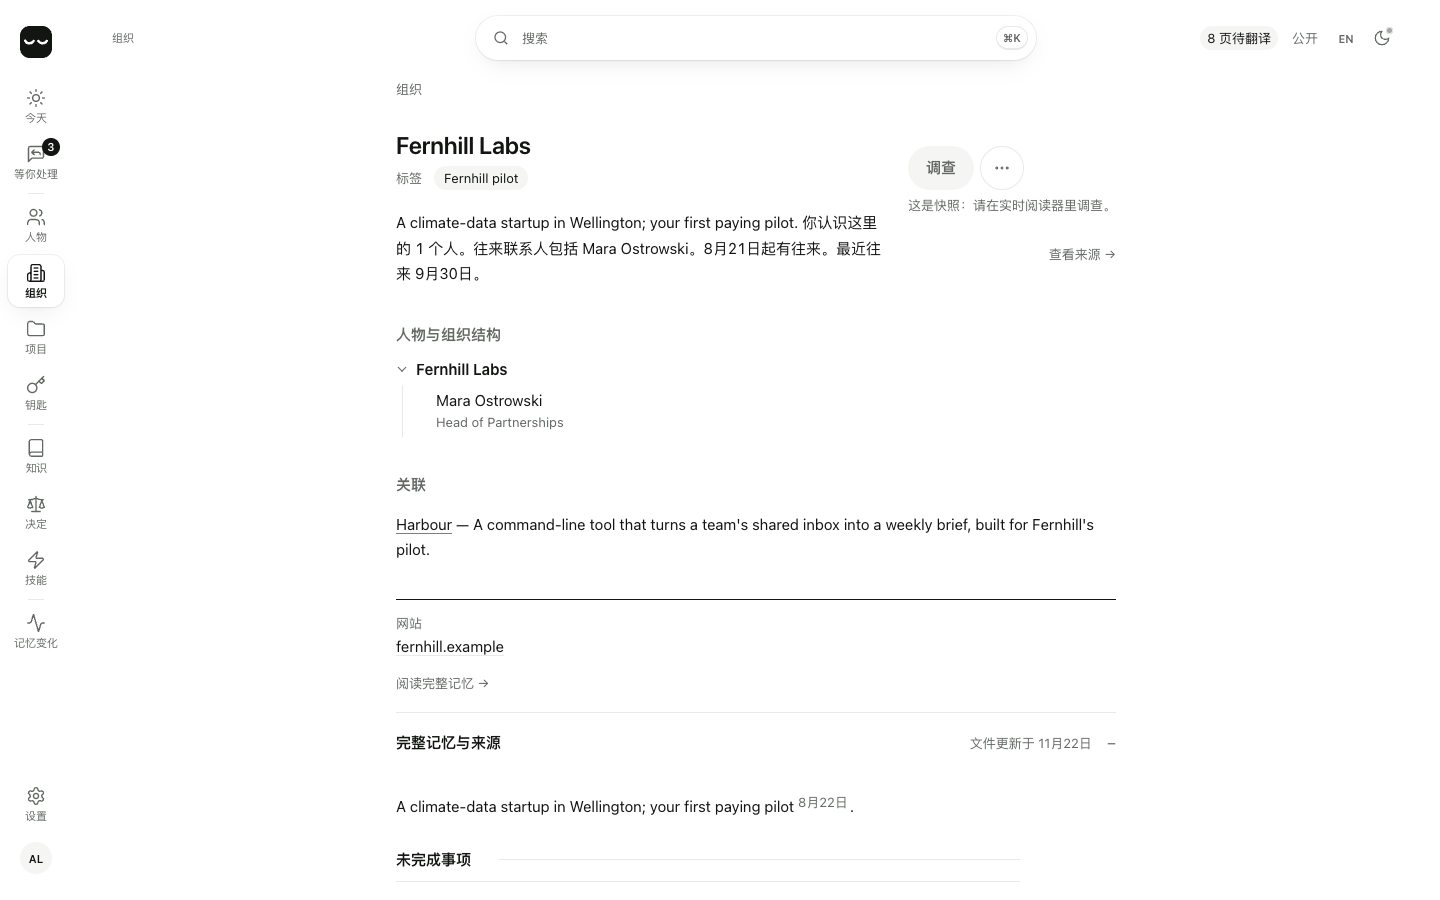 组织
搜索
⌘K
8 页待翻译
公开
EN
今天
3
等你处理
人物
组织
项目
钥匙
知识
决定
技能
记忆变化
设置
AL
组织
Fernhill Labs
标签
Fernhill pilot
调查
这是快照：请在实时阅读器里调查。
查看来源 →
A climate-data startup in Wellington; your first paying pilot. 你认识这里
的 1 个人。往来联系人包括 Mara Ostrowski。8月21日起有往来。最近往
来 9月30日。
人物与组织结构
Fernhill Labs
Mara Ostrowski
Head of Partnerships
关联
Harbour — A command-line tool that turns a team's shared inbox into a weekly brief, built for Fernhill's
pilot.
网站
fernhill.example
阅读完整记忆 →
完整记忆与来源
文件更新于 11月22日 –
A climate-data startup in Wellington; your first paying pilot 8月22日 .
未完成事项